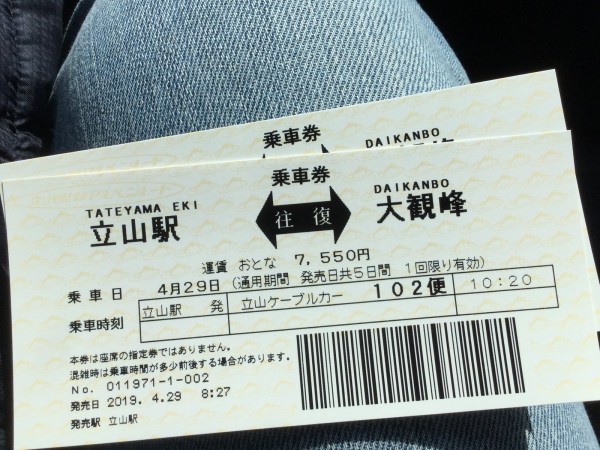 乗車券
DAIKANBO
乗車券
TATEYAMA EKI
立山駅
往復
DAIKANBO
大観峰
運賃 おとな 7,550円
乗車日 4月29日 (通用期間 発売日共5日間 1回限り有効)
乗車時刻 立山駅 発 立山ケーブルカー 102便 10:20
本券は座席の指定券ではありません。
混雑時は乗車時間が多少前後する場合があります。
No. 011971-1-002
発売日 2019. 4.29 8:27
発売駅 立山駅